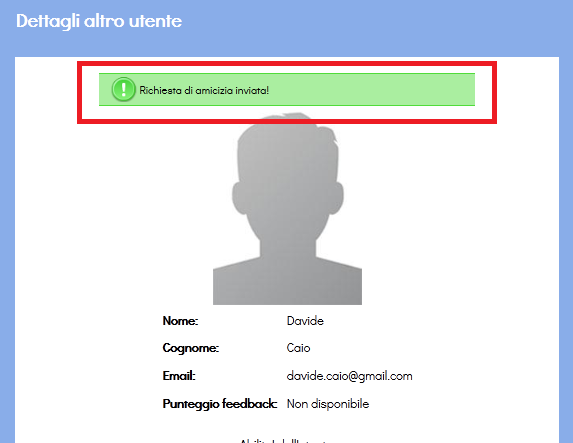 Dettagli altro utente
Richiesta di amicizia inviata!
Nome: Davide
Cognome: Caio
Email: davide.caio@gmail.com
Punteggio feedback: Non disponibile